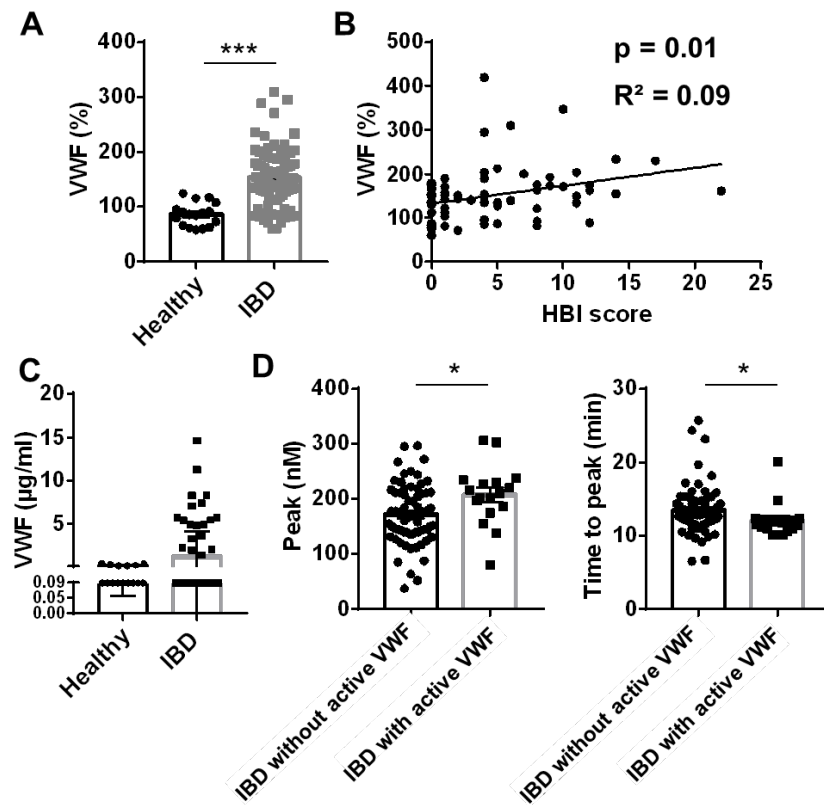 A
VWF (%)
400
300
200
100
0
***
Healthy
IBD
B
VWF (%)
500
400
300
200
100
0
p = 0.01
R² = 0.09
0
5
10
15
20
25
HBI score
C
VWF (µg/ml)
20
15
10
5
0.09
0.05
0.00
Healthy
IBD
D
Peak (nM)
400
300
200
100
0
*
IBD without active VWF
IBD with active VWF
Time to peak (min)
30
20
10
0
*
IBD without active VWF
IBD with active VWF